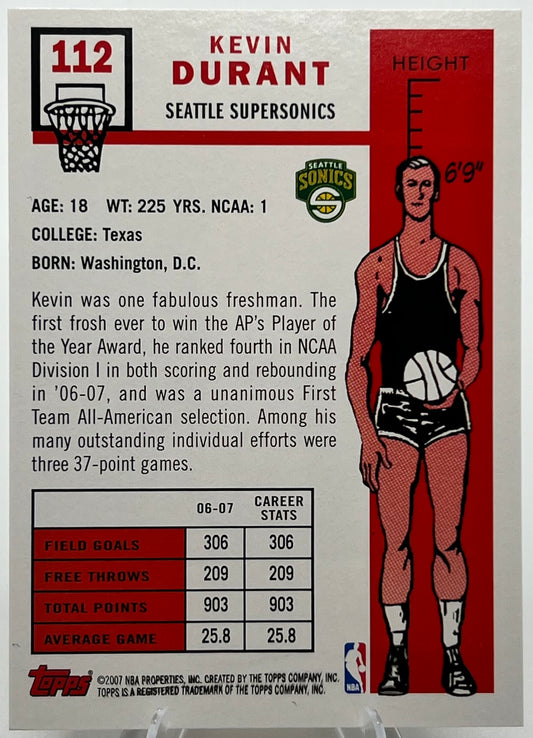 112
KEVIN
DURANT
SEATTLE SUPERSONICS
HEIGHT
6'9"
SEATTLE
SONICS
AGE: 18 WT: 225 YRS. NCAA: 1
COLLEGE: Texas
BORN: Washington, D.C.
Kevin was one fabulous freshman. The
first frosh ever to win the AP's Player of
the Year Award, he ranked fourth in NCAA
Division I in both scoring and rebounding
in '06-07, and was a unanimous First
Team All-American selection. Among his
many outstanding individual efforts were
three 37-point games.
06-07 CAREER STATS
FIELD GOALS 306 306
FREE THROWS 209 209
TOTAL POINTS 903 903
AVERAGE GAME 25.8 25.8
Topps
©2007 NBA PROPERTIES, INC. CREATED BY THE TOPPS COMPANY, INC.
TOPPS IS A REGISTERED TRADEMARK OF THE TOPPS COMPANY, INC.
NBA